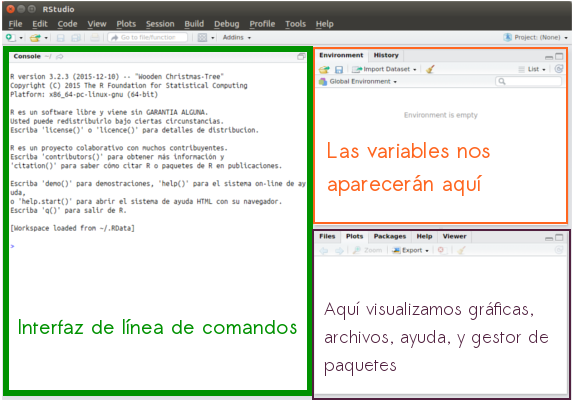 RStudio
File Edit Code View Plots Session Build Debug Profile Tools Help
Go to file/function Addins Project: (None)
Console ~/
R version 3.2.3 (2015-12-10) -- "Wooden Christmas-Tree"
Copyright (C) 2015 The R Foundation for Statistical Computing
Platform: x86_64-pc-linux-gnu (64-bit)
R es un software libre y viene sin GARANTIA ALGUNA.
Usted puede redistribuirlo bajo ciertas circunstancias.
Escriba 'license()' o 'licence()' para detalles de distribucion.
R es un proyecto colaborativo con muchos contribuyentes.
Escriba 'contributors()' para obtener más información y
'citation()' para saber cómo citar R o paquetes de R en publicaciones.
Escriba 'demo()' para demostraciones, 'help()' para el sistema on-line de ay
uda,
o 'help.start()' para abrir el sistema de ayuda HTML con su navegador.
Escriba 'q()' para salir de R.
[Workspace loaded from ~/.RData]
>
Interfaz de línea de comandos
Environment History
Import Dataset List
Global Environment
Environment is empty
Las variables nos
aparecerán aquí
Files Plots Packages Help Viewer
Zoom Export
Aquí visualizamos gráficas,
archivos, ayuda, y gestor de
paquetes